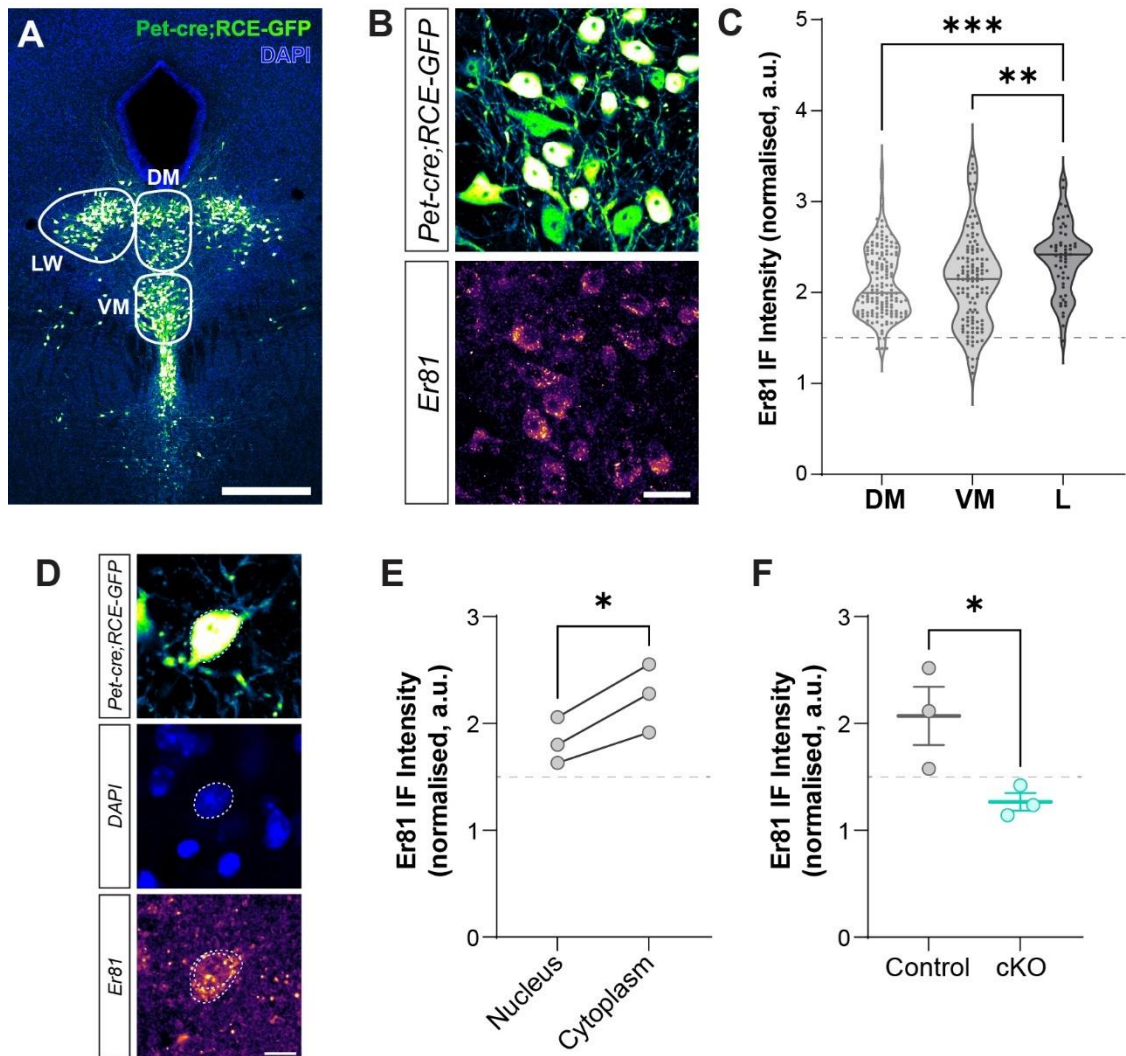 A
Pet-cre;RCE-GFP
DAPI
DM
LW
VM
B
Pet-cre;RCE-GFP
Er81
C
Er81 IF Intensity (normalised, a.u.)
5
4
3
2
1
0
***
**
DM VM L
D
Pet-cre;RCE-GFP
DAPI
Er81
E
Er81 IF Intensity
(normalised, a.u.)
3
2
1
0
*
Nucleus
Cytoplasm
F
Er81 IF Intensity
(normalised, a.u.)
3
2
1
0
*
Control cKO